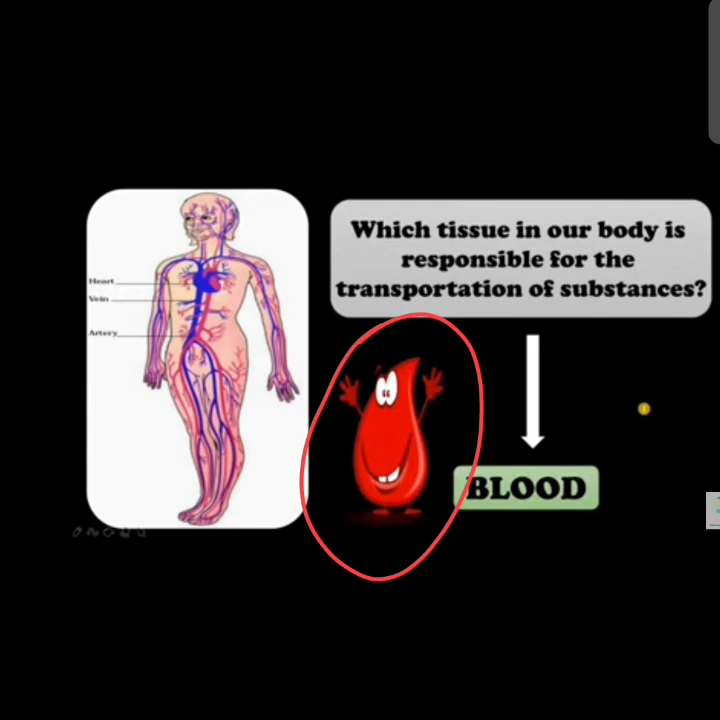 Heart
Vein
Artery
Which tissue in our body is
responsible for the
transportation of substances?
BLOOD